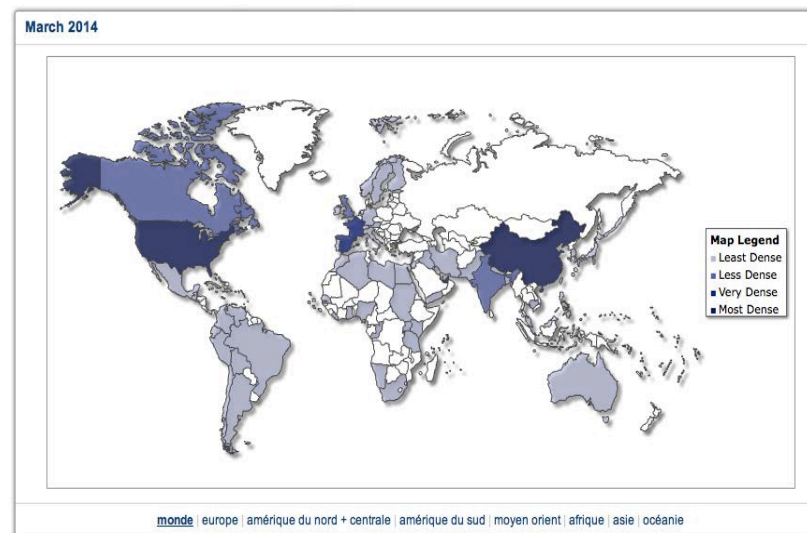 March 2014
Map Legend
Least Dense
Less Dense
Very Dense
Most Dense
monde | europe | amérique du nord + centrale | amérique du sud | moyen orient | afrique | asie | océanie